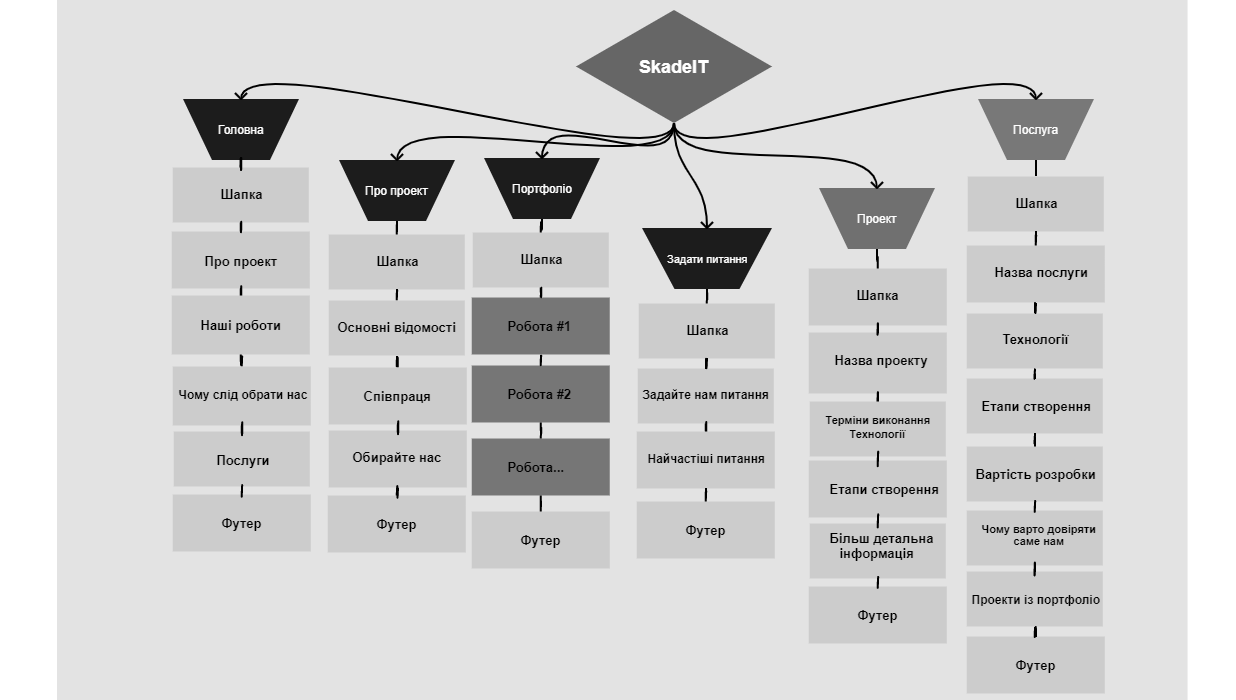 SkadeIT
Головна
Шапка
Про проект
Наші роботи
Чому слід обрати нас
Послуги
Футер
Про проект
Шапка
Основні відомості
Співпраця
Обирайте нас
Футер
Портфоліо
Шапка
Робота #1
Робота #2
Робота...
Футер
Задати питання
Шапка
Задайте нам питання
Найчастіші питання
Футер
Проект
Шапка
Назва проекту
Терміни виконання
Технології
Етапи створення
Більш детальна
інформація
Футер
Послуга
Шапка
Назва послуги
Технології
Етапи створення
Вартість розробки
Чому варто довіряти
саме нам
Проекти із портфоліо
Футер